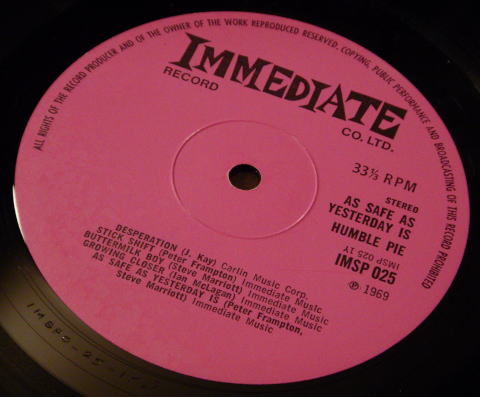 ALL RIGHTS OF THE RECORD PRODUCER AND OF THE OWNER OF THE WORK REPRODUCED RESERVED. COPYING, PUBLIC PERFORMANCE AND BROADCASTING OF THIS RECORD PROHIBITED
IMMEDIATE
RECORD
CO. LTD.
33⅓ RPM
STEREO
AS SAFE AS
YESTERDAY IS
HUMBLE PIE
IMSP 025 1Y
IMSP 025
℗ 1969
DESPERATION (J. Kay) Carlin Music Corp.
STICK SHIFT (Peter Frampton) Immediate Music
BUTTERMILK BOY (Steve Marriott) Immediate Music
GROWING CLOSER (Ian McLagan) Immediate Music
AS SAFE AS YESTERDAY IS (Peter Frampton,
Steve Marriott) Immediate Music